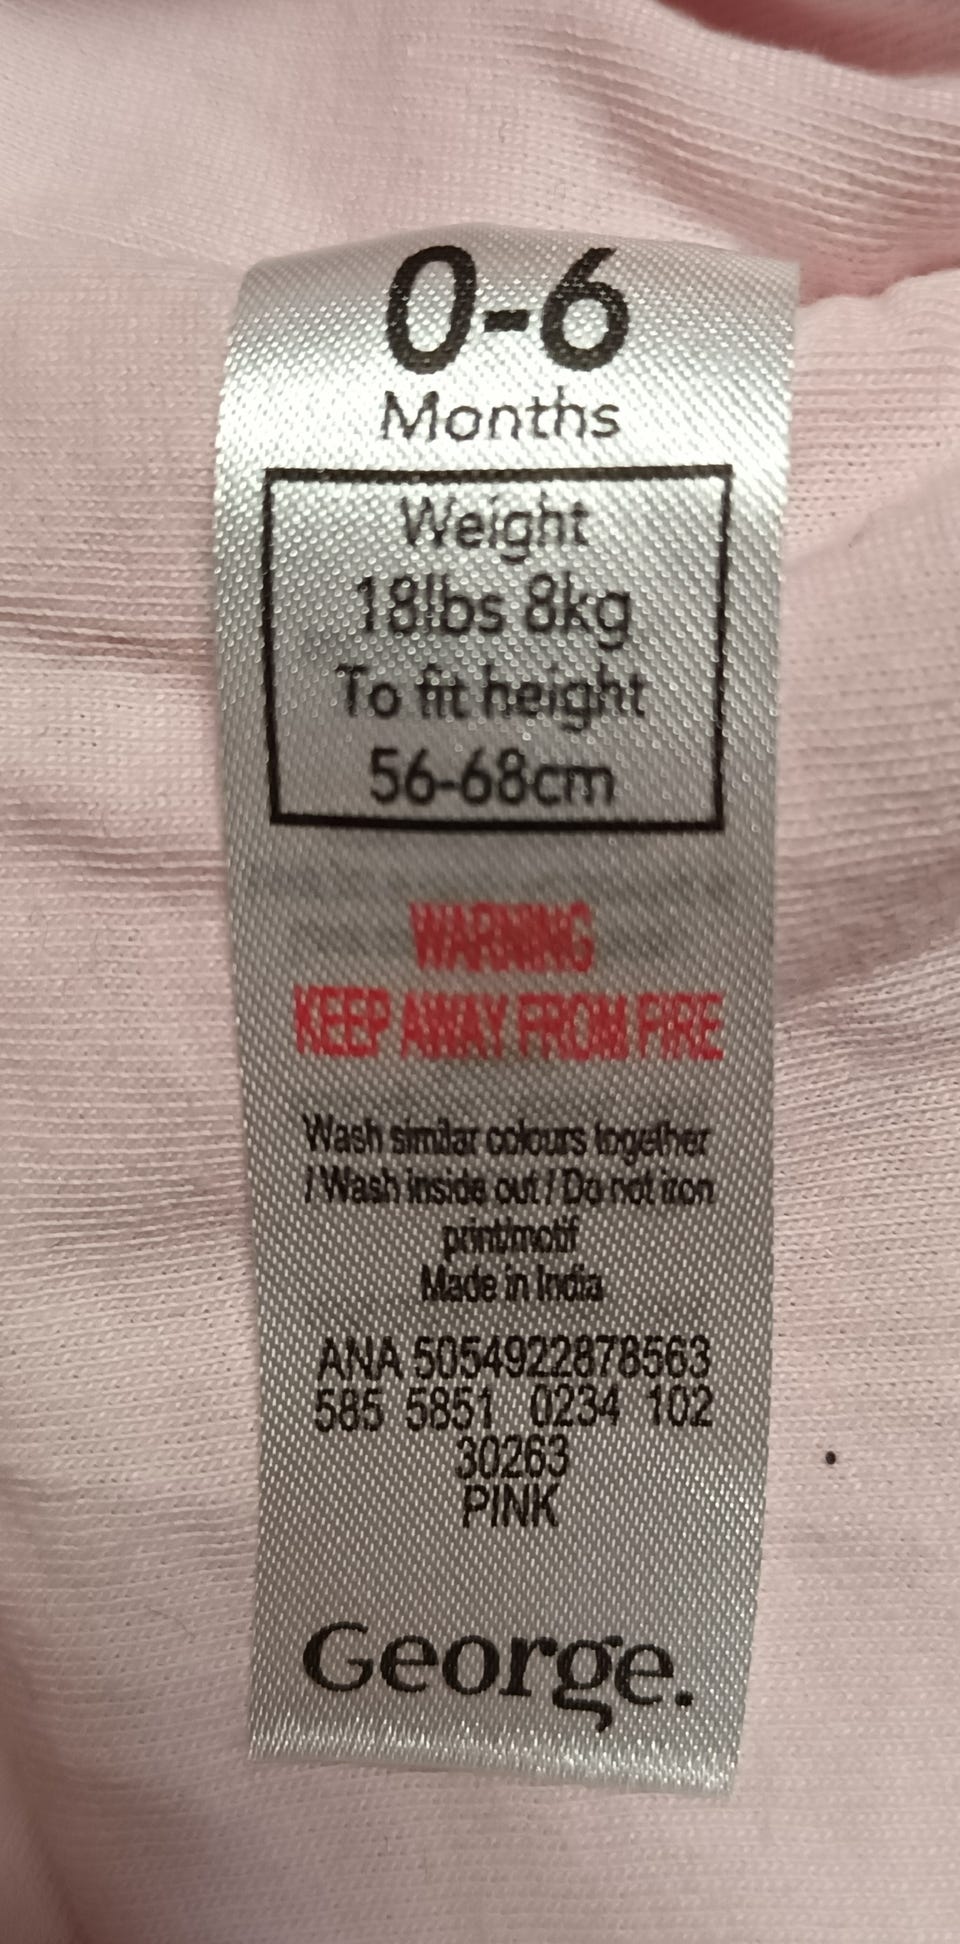 0-6
Months
Weight
18lbs 8kg
To fit height
56-68cm
WARNING
KEEP AWAY FROM FIRE
Wash similar colours together
/ Wash inside out / Do not iron
print/motif
Made in India
ANA 5054922878563
585 5851 0234 102
30263
PINK
George.